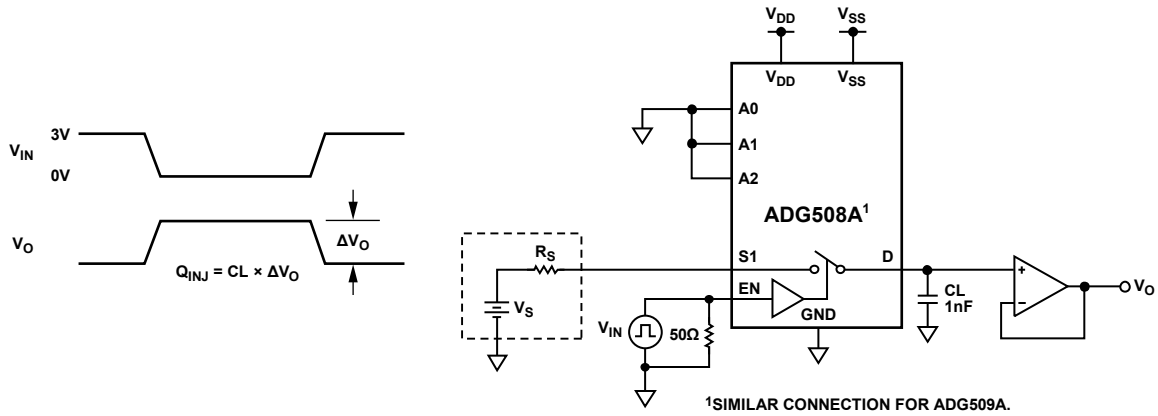 V_IN
3V
0V
V_O
ΔV_O
Q_INJ = CL × ΔV_O
V_DD
V_SS
V_DD
V_SS
A0
A1
A2
ADG508A¹
R_S
V_S
S1
D
EN
GND
V_IN
50Ω
CL
1nF
+
−
V_O
¹SIMILAR CONNECTION FOR ADG509A.